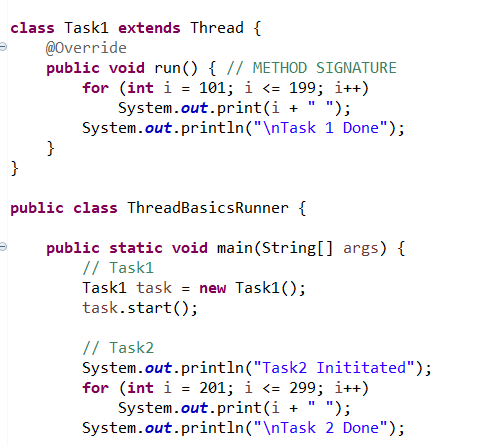 class Task1 extends Thread {
@Override
public void run() { // METHOD SIGNATURE
for (int i = 101; i <= 199; i++)
System.out.print(i + " ");
System.out.println("\nTask 1 Done");
}
}
public class ThreadBasicsRunner {
public static void main(String[] args) {
// Task1
Task1 task = new Task1();
task.start();
// Task2
System.out.println("Task2 Inititated");
for (int i = 201; i <= 299; i++)
System.out.print(i + " ");
System.out.println("\nTask 2 Done");